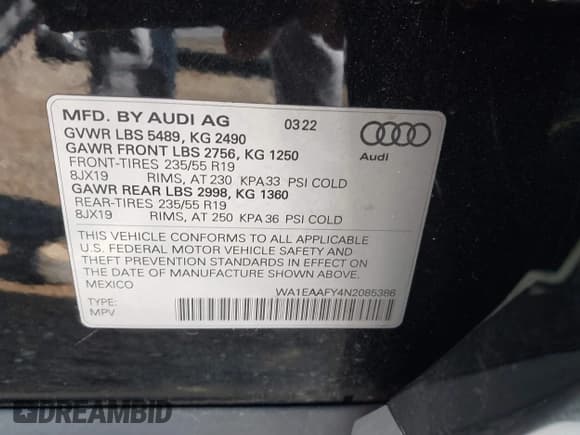 MFD. BY AUDI AG 03 22
GVWR LBS 5489, KG 2490
GAWR FRONT LBS 2756, KG 1250
FRONT-TIRES 235/55 R19
8JX19 RIMS, AT 230 KPA 33 PSI COLD
GAWR REAR LBS 2998, KG 1360
REAR-TIRES 235/55 R19
8JX19 RIMS, AT 250 KPA 36 PSI COLD
Audi
THIS VEHICLE CONFORMS TO ALL APPLICABLE
U.S. FEDERAL MOTOR VEHICLE SAFETY AND
THEFT PREVENTION STANDARDS IN EFFECT ON
THE DATE OF MANUFACTURE SHOWN ABOVE.
MEXICO
WA1EAAFY4N2085386
TYPE:
MPV
DREAMBID